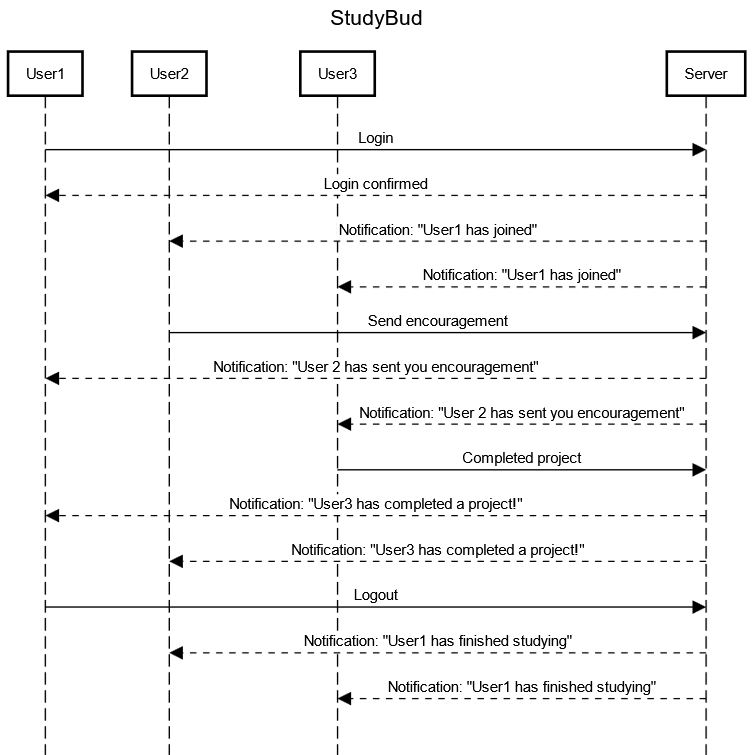 StudyBud
User1 User2 User3 Server
Login
Login confirmed
Notification: "User1 has joined"
Notification: "User1 has joined"
Send encouragement
Notification: "User 2 has sent you encouragement"
Notification: "User 2 has sent you encouragement"
Completed project
Notification: "User3 has completed a project!"
Notification: "User3 has completed a project!"
Logout
Notification: "User1 has finished studying"
Notification: "User1 has finished studying"